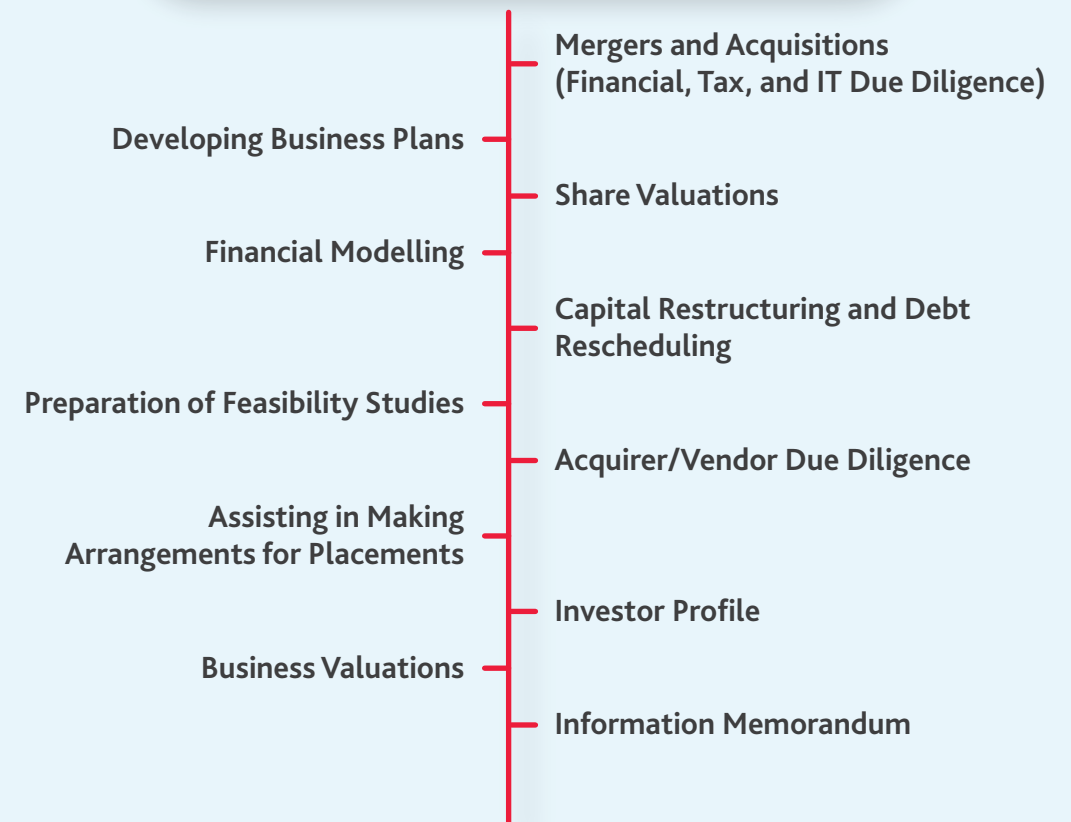 Mergers and Acquisitions
(Financial, Tax, and IT Due Diligence)
Developing Business Plans
Share Valuations
Financial Modelling
Capital Restructuring and Debt
Rescheduling
Preparation of Feasibility Studies
Acquirer/Vendor Due Diligence
Assisting in Making
Arrangements for Placements
Investor Profile
Business Valuations
Information Memorandum